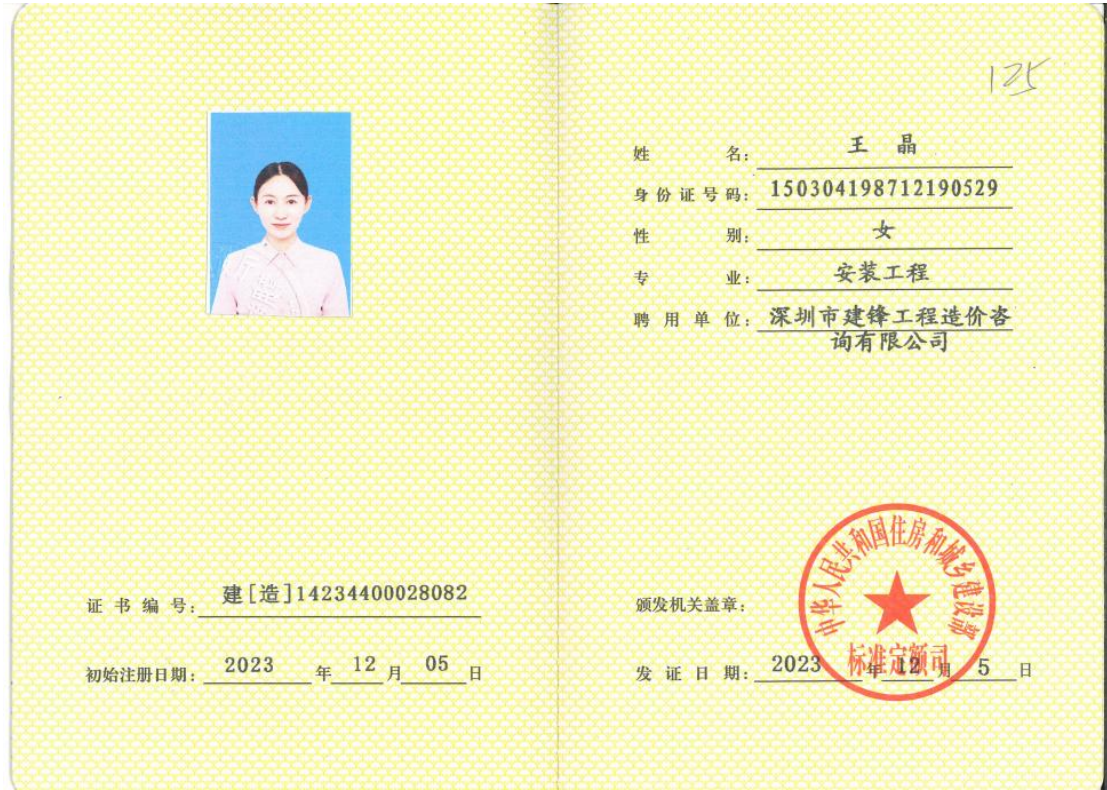 125
姓名: 王晶
身份证号码: 150304198712190529
性别: 女
专业: 安装工程
聘用单位: 深圳市建锋工程造价咨
询有限公司
证书编号: 建[造]14234400028082
初始注册日期: 2023 年 12 月 05 日
颁发机关盖章:
中华人民共和国住房和城乡建设部
标准定额司
发证日期: 2023 年 12 月 5 日